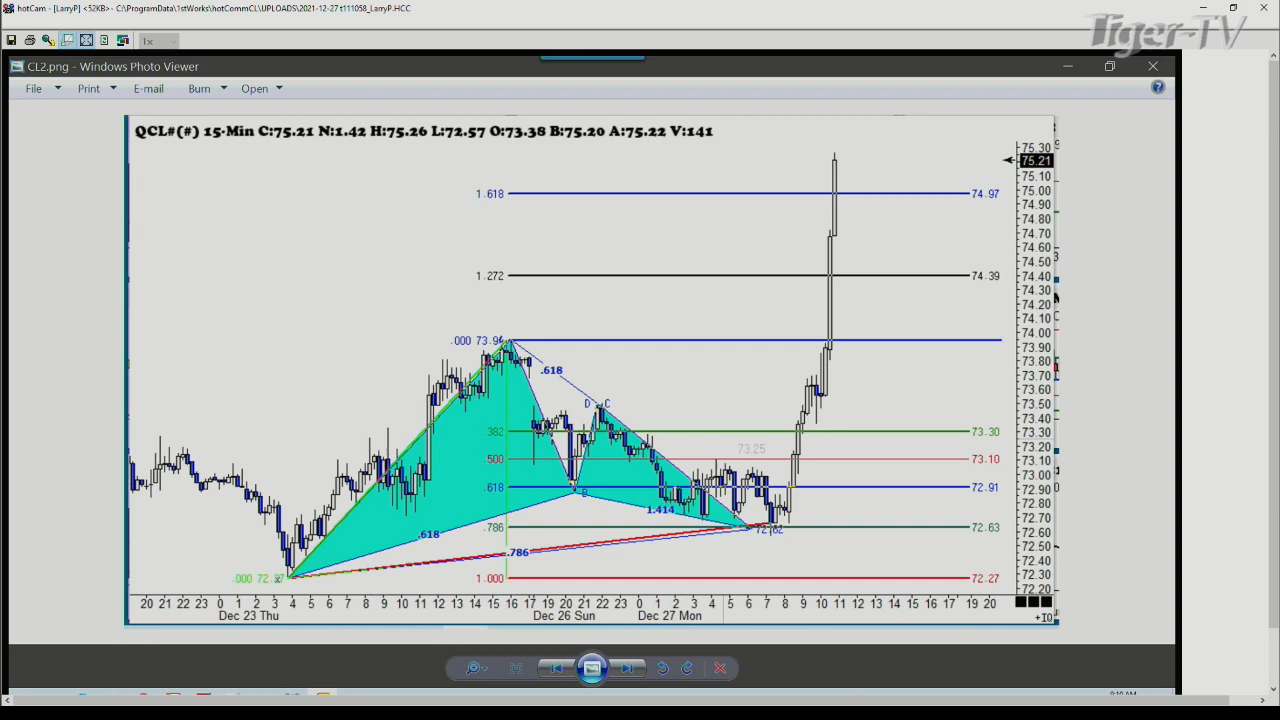 hotCam - [LarryP] <52KB> - C:\ProgramData\1stWorks\hotCommCL\UPLOADS\2021-12-27 t111058_LarryP.HCC
Tiger-TV
1x
CL2.png - Windows Photo Viewer
File Print E-mail Burn Open
QCL#(#) 15-Min C:75.21 N:1.42 H:75.26 L:72.57 O:73.38 B:75.20 A:75.22 V:141
75.30
75.21
75.10
1.618 74.97 75.00
74.90
74.80
74.70
74.60
74.50
1.272 74.39 74.40
74.30
74.20
74.10
74.00
.000 73.94 73.90
73.80
.618 73.70
73.60
D C 73.50
73.40
.382 73.30 73.30
73.25 73.20
.500 73.10 73.10
73.00
.618 72.91 72.90
B 72.80
1.414 72.70
.786 72.63 72.60
.618 72.62
.786 72.50
72.40
72.30
.000 72.27 X 1.000 72.27
72.20
20 21 22 23 0 1 2 3 4 5 6 7 8 9 10 11 12 13 14 15 16 17 18 19 20 21 22 23 0 1 2 3 4 5 6 7 8 9 10 11 12 13 14 15 16 17 18 19 20
Dec 23 Thu Dec 26 Sun Dec 27 Mon +IQ